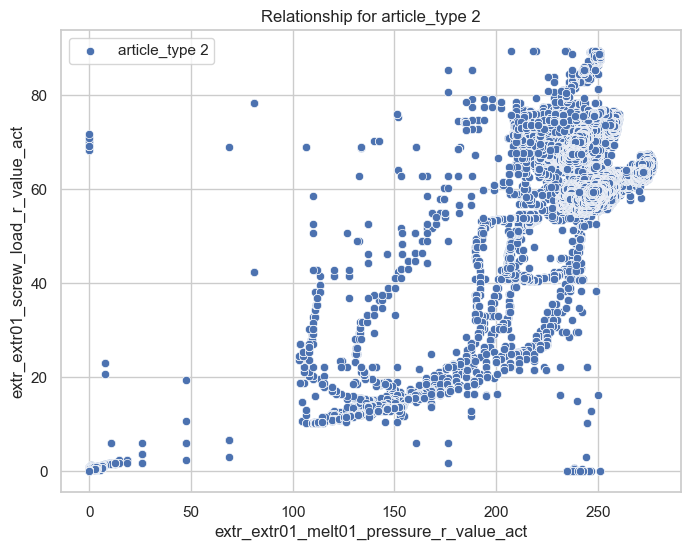 Relationship for article_type 2
article_type 2
80
60
40
20
0
extr_extr01_screw_load_r_value_act
0
50
100
150
200
250
extr_extr01_melt01_pressure_r_value_act